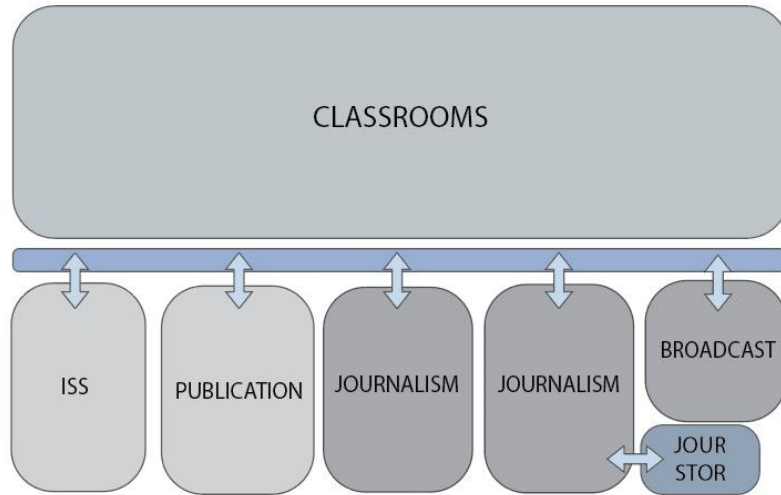 CLASSROOMS
ISS
PUBLICATION
JOURNALISM
JOURNALISM
BROADCAST
JOUR
STOR